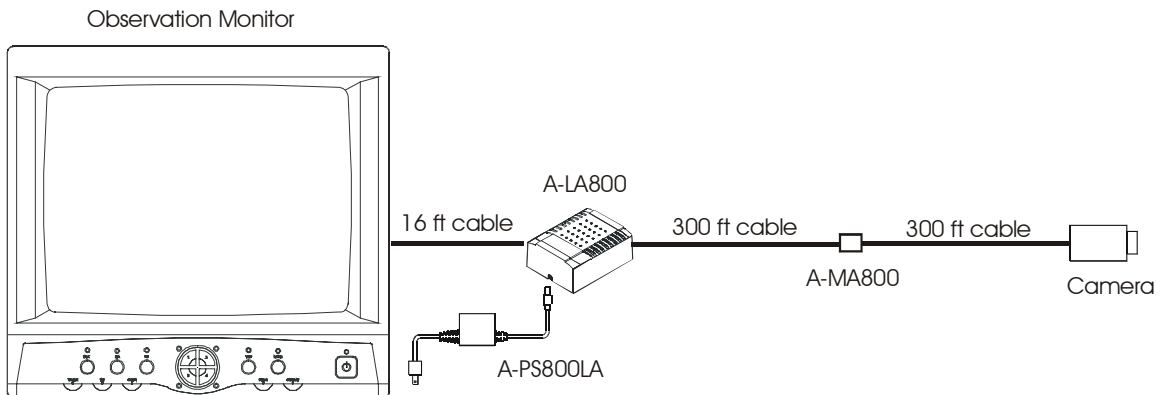 Observation Monitor
A-LA800
16 ft cable
300 ft cable
300 ft cable
A-MA800
Camera
A-PS800LA